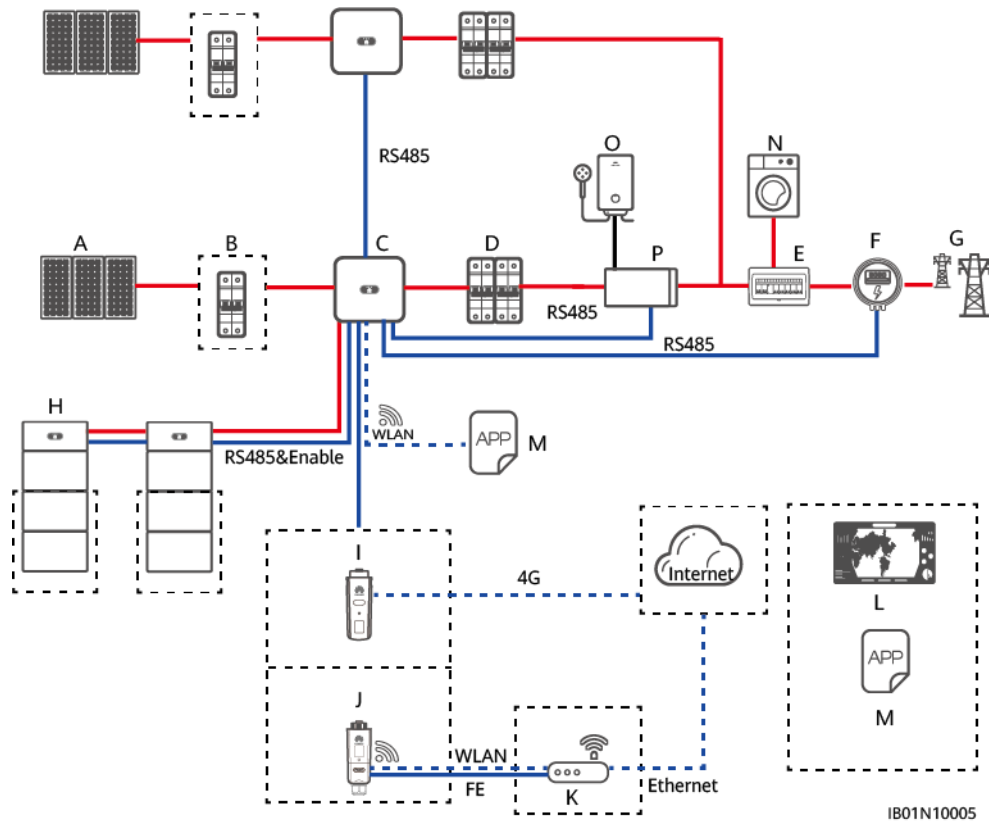 RS485
O
N
A
B
C
D
P
E
F
G
RS485
RS485
H
WLAN
APP
M
RS485&Enable
I
4G
Internet
L
J
APP
M
WLAN
FE
K
Ethernet
IB01N10005